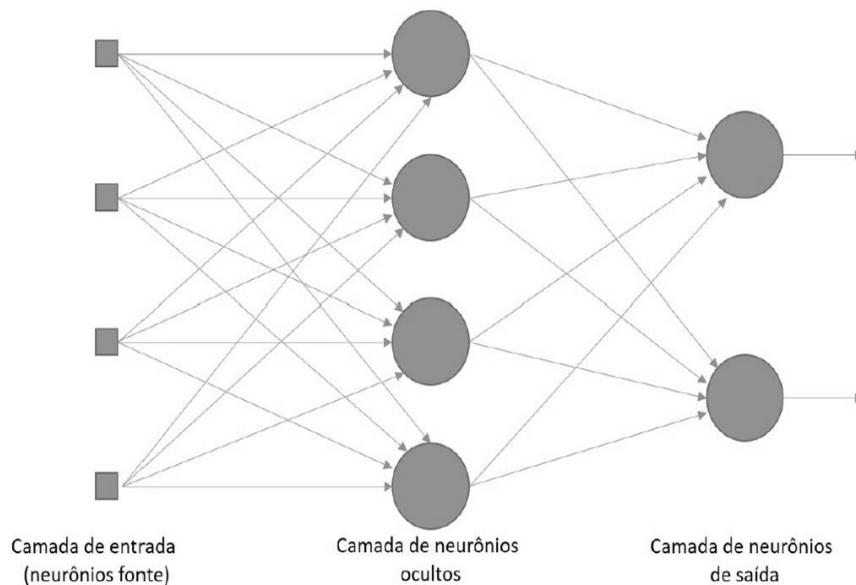 Camada de entrada
(neurônios fonte)
Camada de neurônios
ocultos
Camada de neurônios
de saída